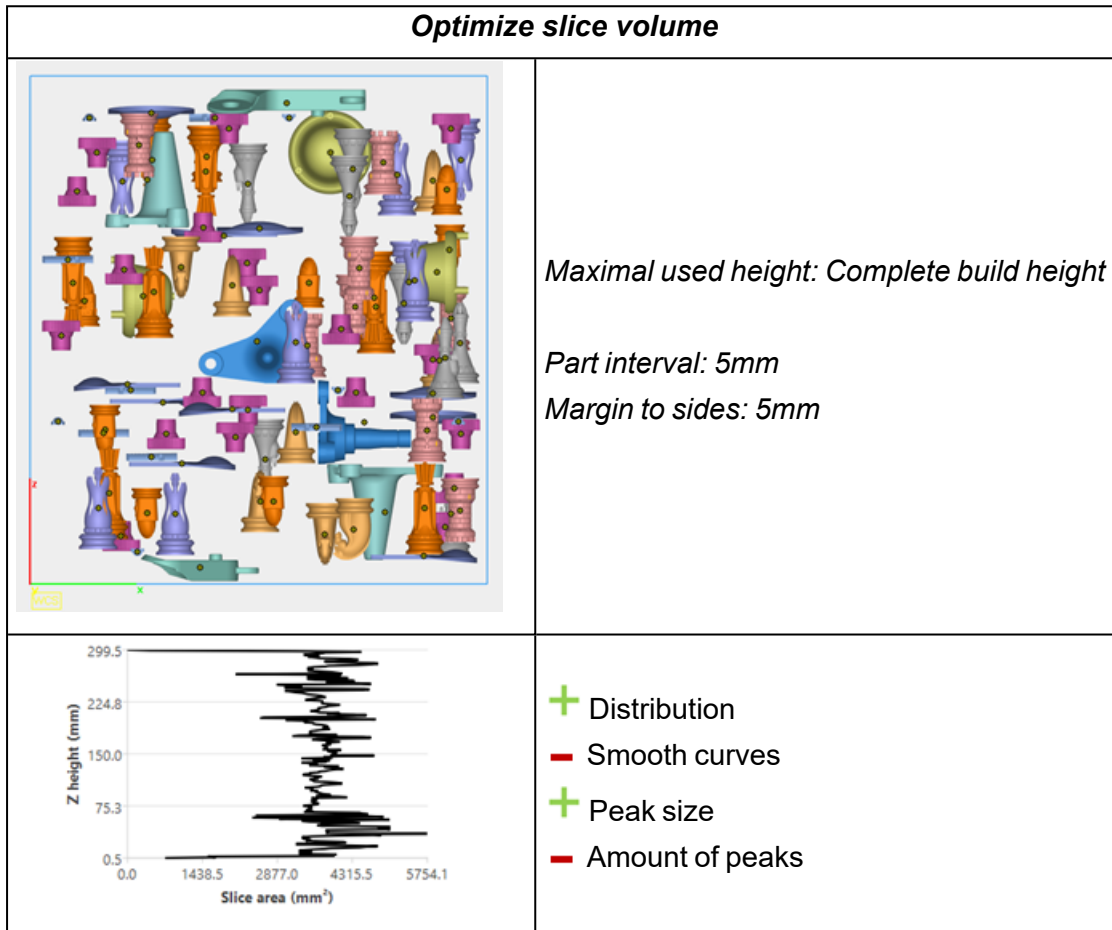 Optimize slice volume
z
x
WCS
Maximal used height: Complete build height
Part interval: 5mm
Margin to sides: 5mm
299.5
224.8
150.0
75.3
0.5
Z height (mm)
0.0
1438.5
2877.0
4315.5
5754.1
Slice area (mm²)
+ Distribution
- Smooth curves
+ Peak size
- Amount of peaks